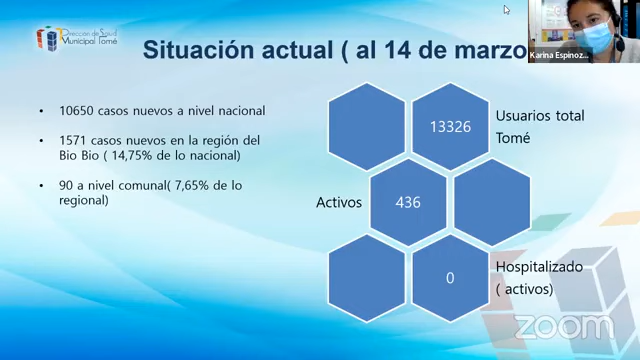 Dirección de Salud
Municipal Tomé
Situación actual ( al 14 de marzo
Karina Espinoz...
• 10650 casos nuevos a nivel nacional
• 1571 casos nuevos en la región del
Bio Bio ( 14,75% de lo nacional)
• 90 a nivel comunal( 7,65% de lo
regional)
13326
Usuarios total
Tomé
Activos
436
0
Hospitalizado
( activos)
zoom